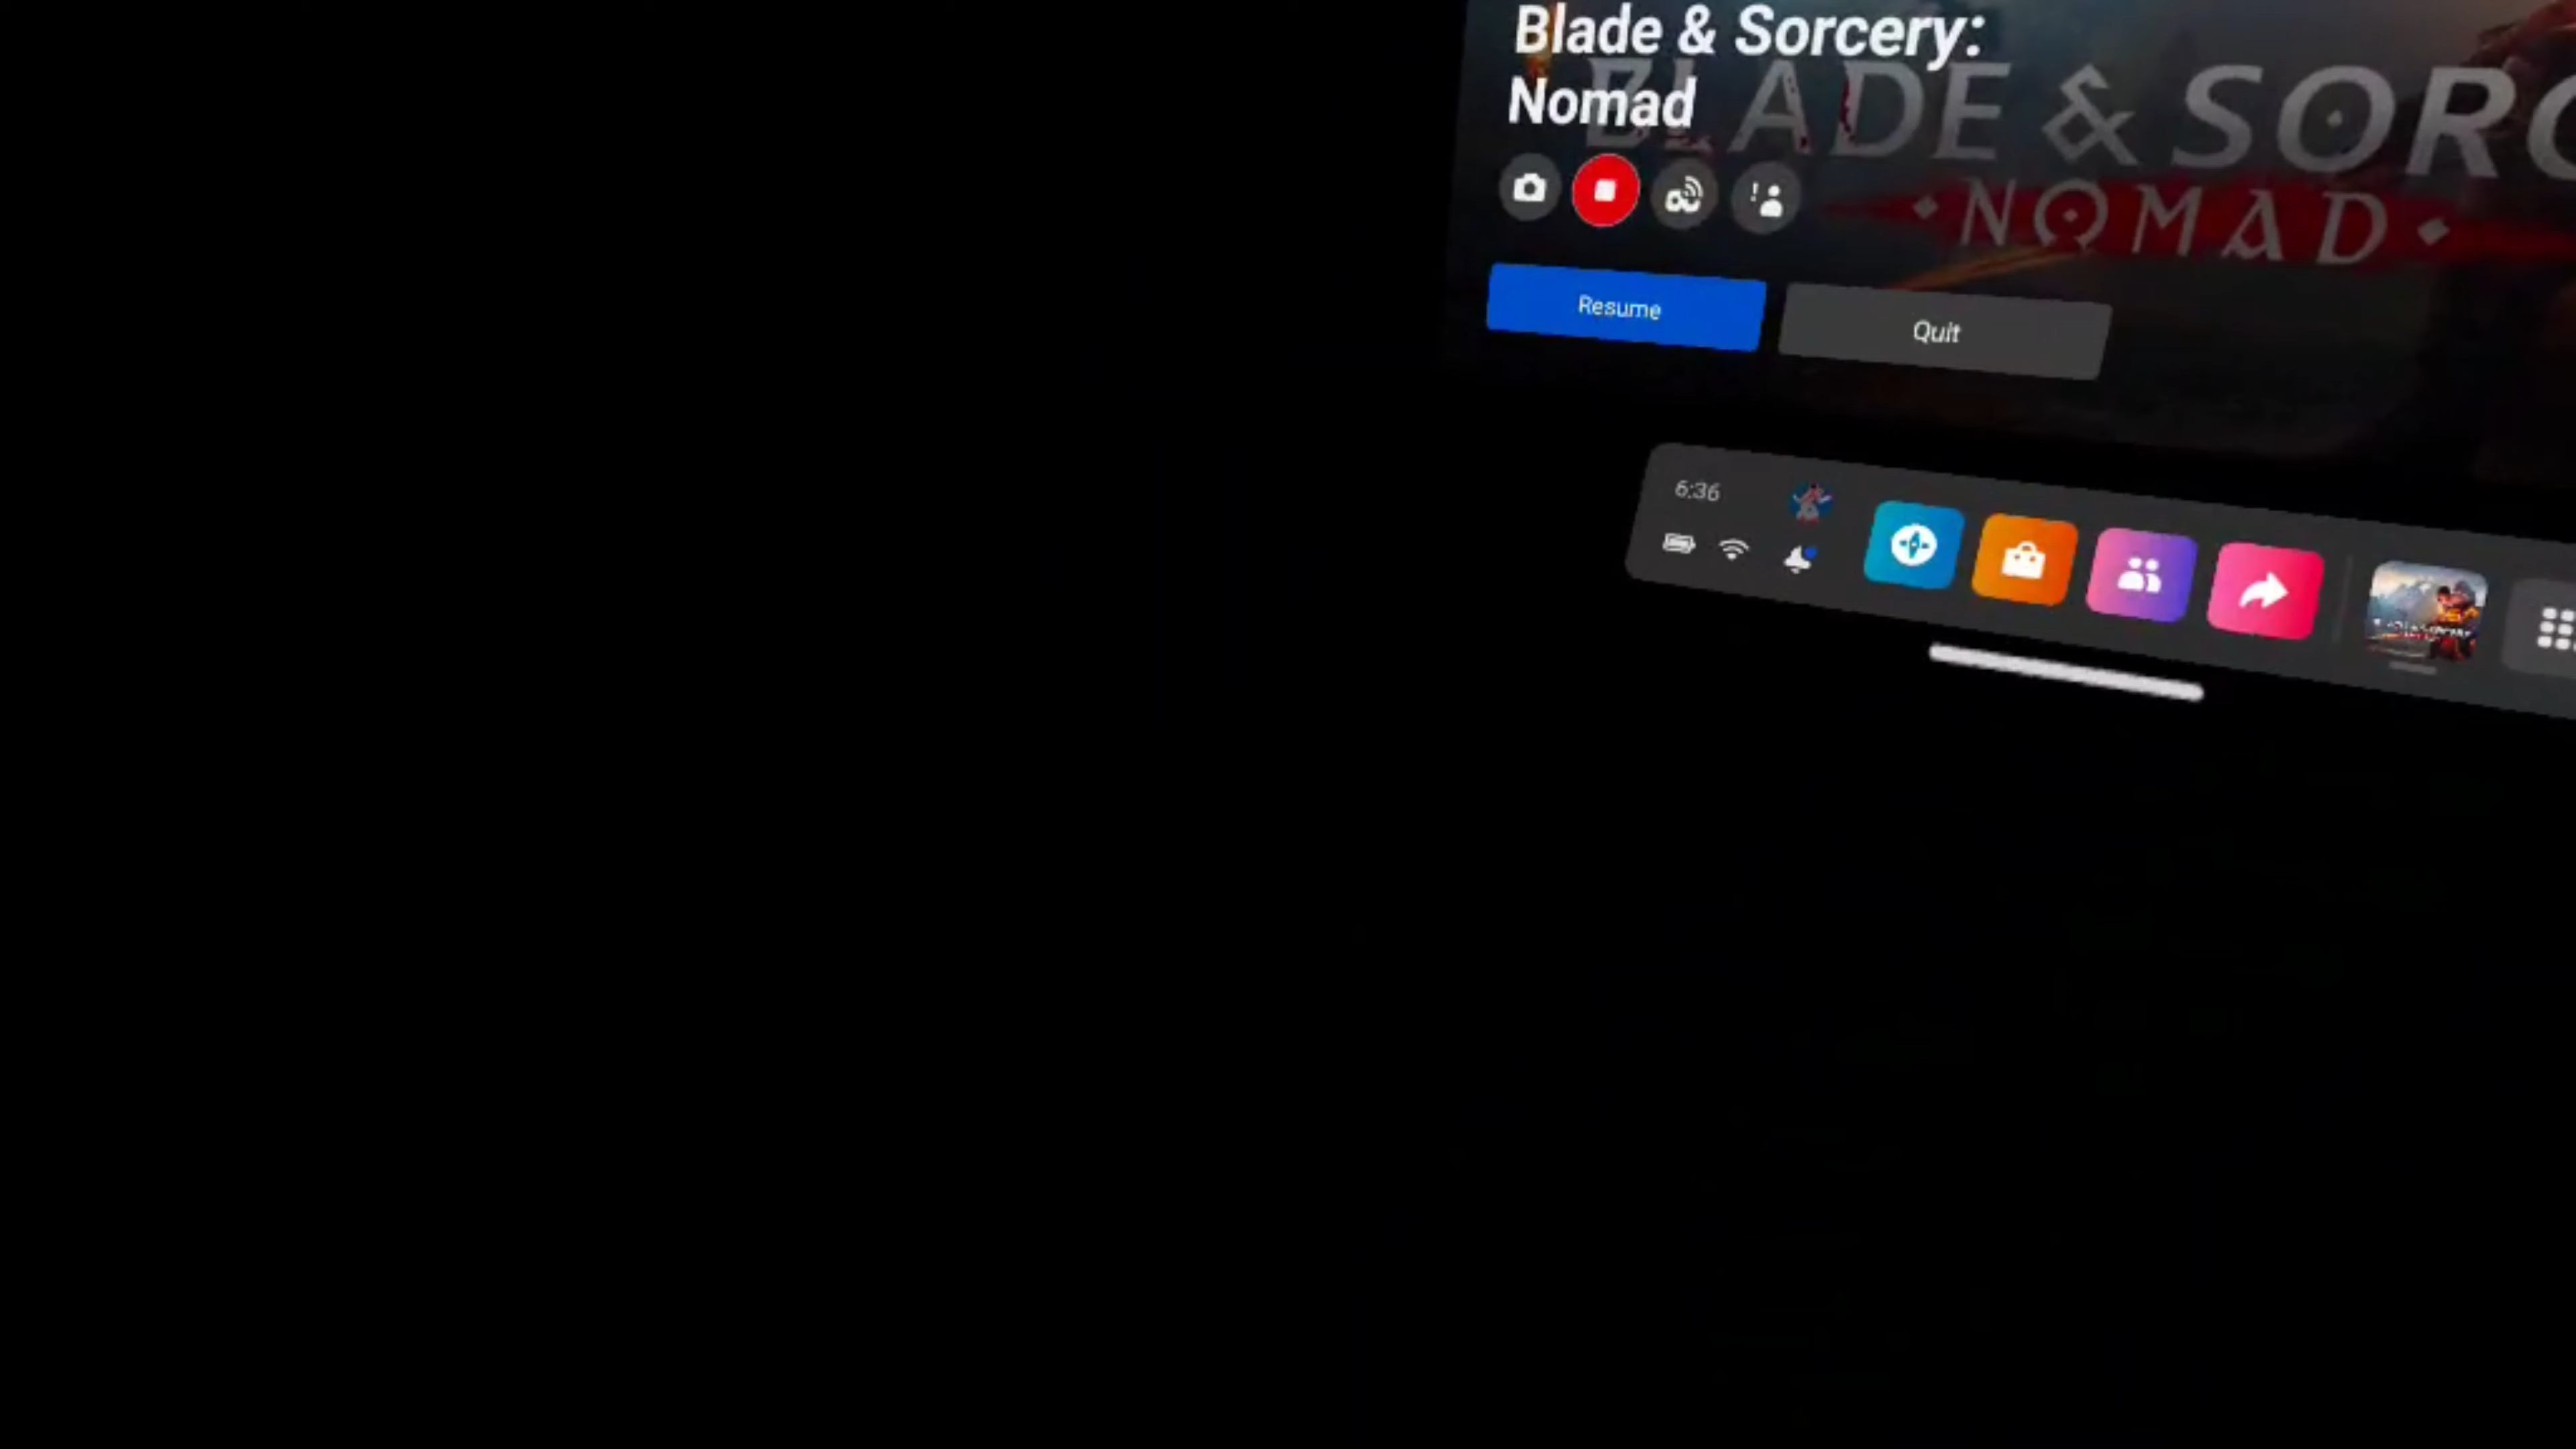 Blade & Sorcery:
Nomad
BLADE & SORC
NOMAD
Resume
Quit
6:36